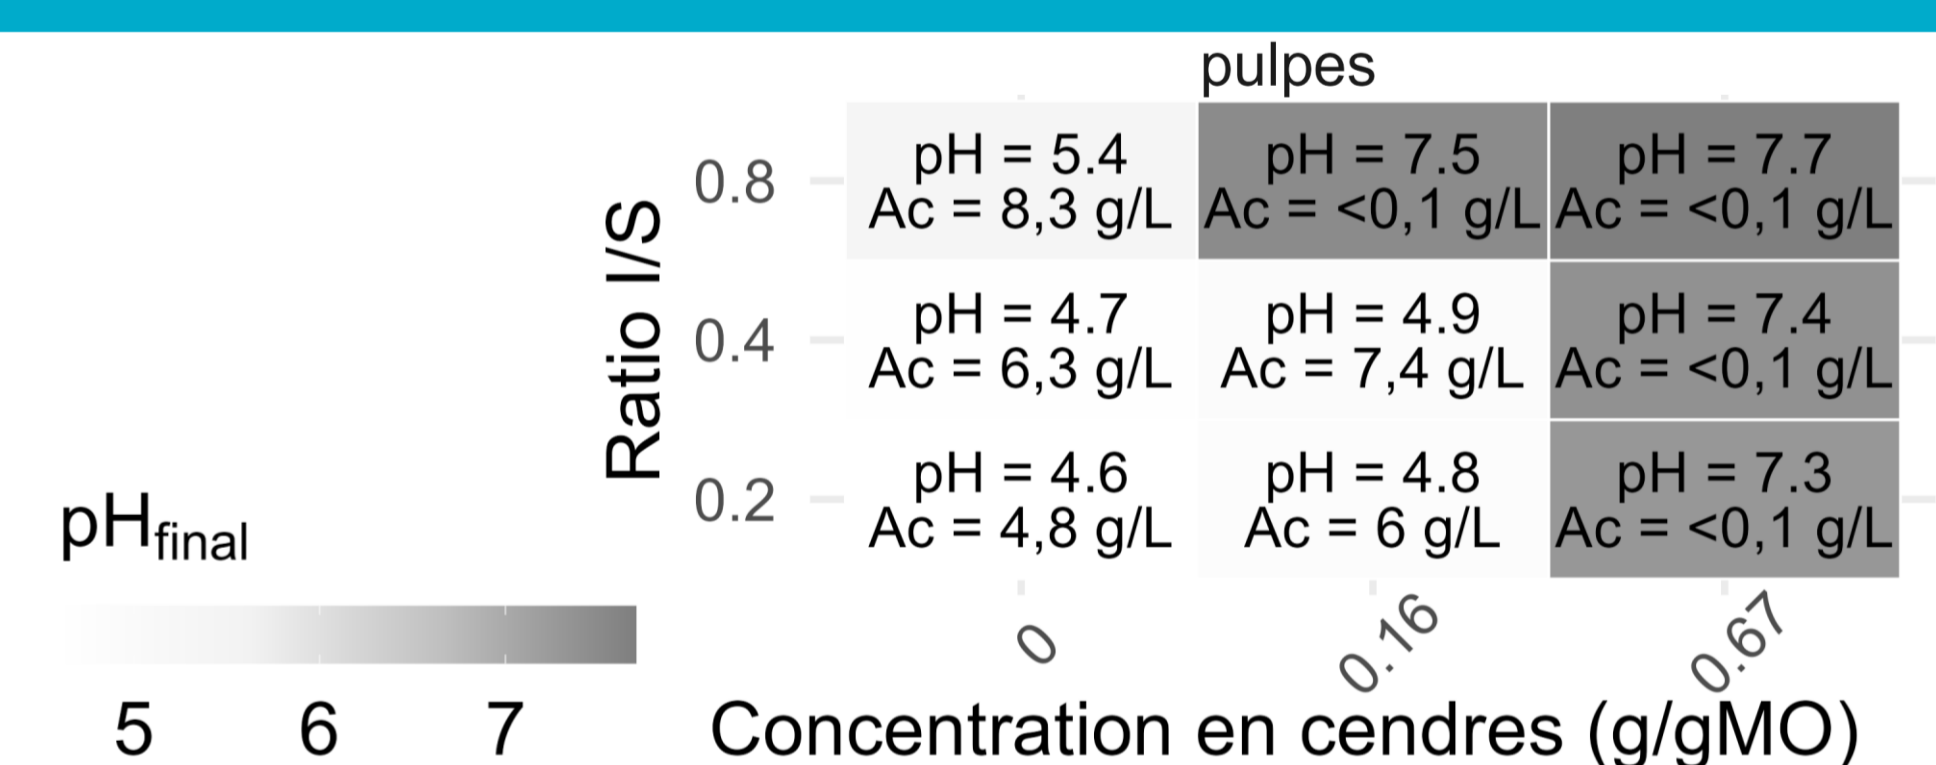 pulpes
Ratio I/S
0.8
pH = 5.4
Ac = 8,3 g/L
pH = 7.5
Ac = <0,1 g/L
pH = 7.7
Ac = <0,1 g/L
0.4
pH = 4.7
Ac = 6,3 g/L
pH = 4.9
Ac = 7,4 g/L
pH = 7.4
Ac = <0,1 g/L
0.2
pH = 4.6
Ac = 4,8 g/L
pH = 4.8
Ac = 6 g/L
pH = 7.3
Ac = <0,1 g/L
0
0.16
0.67
Concentration en cendres (g/gMO)
pHfinal
5 6 7